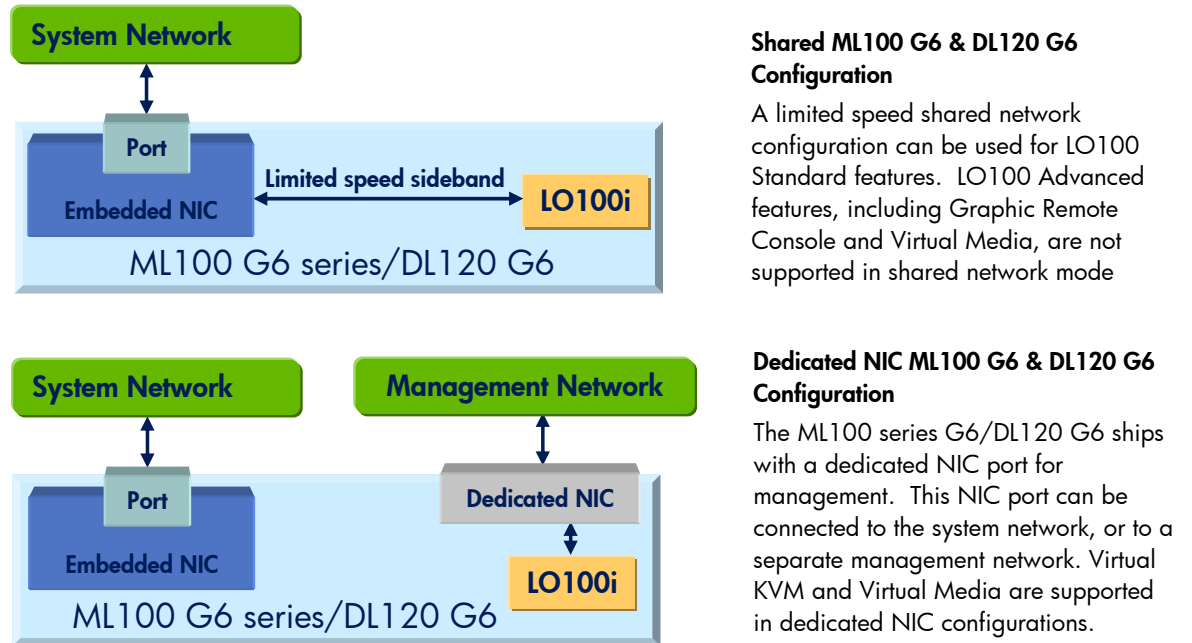 System Network
Port
Embedded NIC
Limited speed sideband
LO100i
ML100 G6 series/DL120 G6
Shared ML100 G6 & DL120 G6
Configuration
A limited speed shared network
configuration can be used for LO100
Standard features.  LO100 Advanced
features, including Graphic Remote
Console and Virtual Media, are not
supported in shared network mode
System Network
Management Network
Port
Embedded NIC
Dedicated NIC
LO100i
ML100 G6 series/DL120 G6
Dedicated NIC ML100 G6 & DL120 G6
Configuration
The ML100 series G6/DL120 G6 ships
with a dedicated NIC port for
management.  This NIC port can be
connected to the system network, or to a
separate management network. Virtual
KVM and Virtual Media are supported
in dedicated NIC configurations.